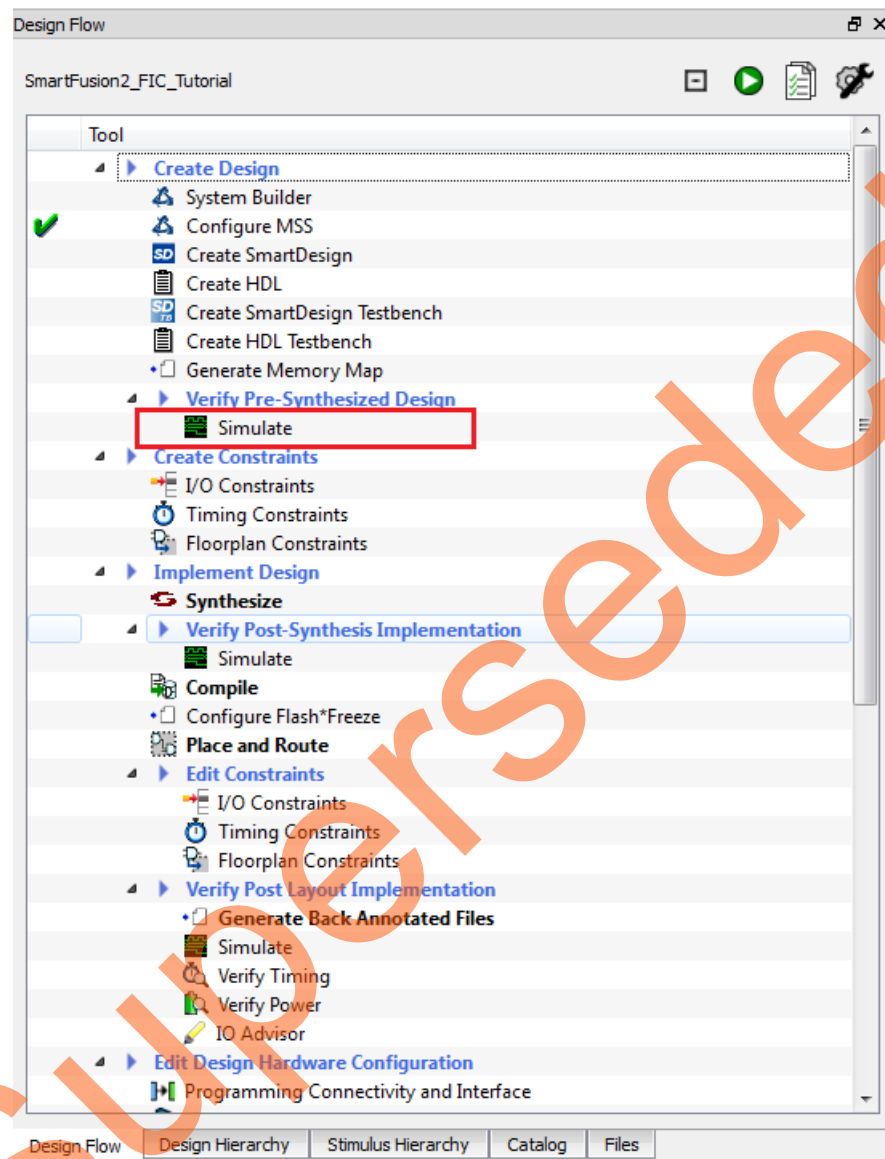 Design Flow
SmartFusion2_FIC_Tutorial
Tool
Create Design
System Builder
Configure MSS
SD Create SmartDesign
Create HDL
SD TB Create SmartDesign Testbench
Create HDL Testbench
Generate Memory Map
Verify Pre-Synthesized Design
Simulate
Create Constraints
I/O Constraints
Timing Constraints
Floorplan Constraints
Implement Design
Synthesize
Verify Post-Synthesis Implementation
Simulate
Compile
Configure Flash*Freeze
Place and Route
Edit Constraints
I/O Constraints
Timing Constraints
Floorplan Constraints
Verify Post Layout Implementation
Generate Back Annotated Files
Simulate
Verify Timing
Verify Power
IO Advisor
Edit Design Hardware Configuration
Programming Connectivity and Interface
Design Flow Design Hierarchy Stimulus Hierarchy Catalog Files
Superseded